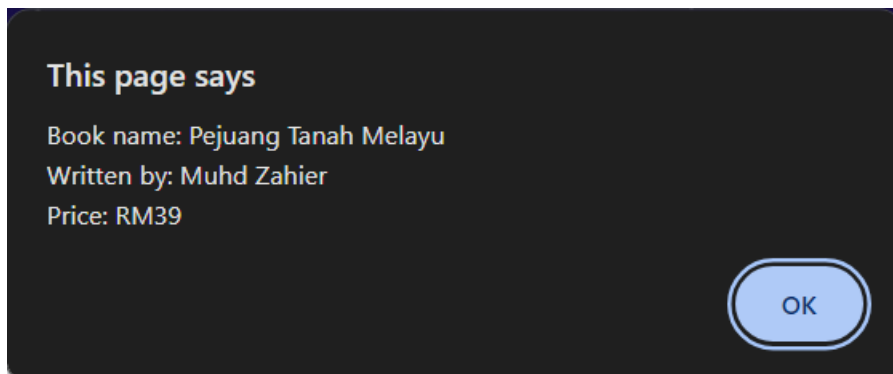 This page says
Book name: Pejuang Tanah Melayu
Written by: Muhd Zahier
Price: RM39
OK